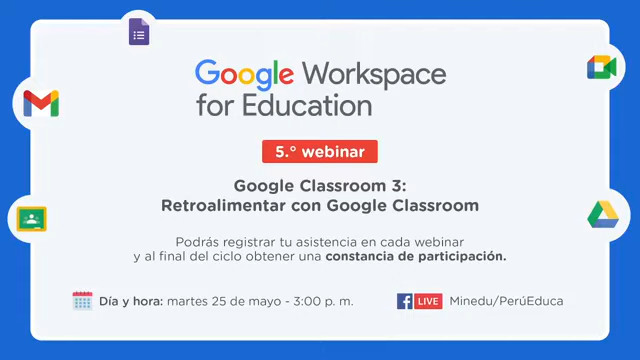 Google Workspace
for Education
5.° webinar
Google Classroom 3:
Retroalimentar con Google Classroom
Podrás registrar tu asistencia en cada webinar
y al final del ciclo obtener una constancia de participación.
Día y hora: martes 25 de mayo - 3:00 p. m.
f LIVE Minedu/PerúEduca